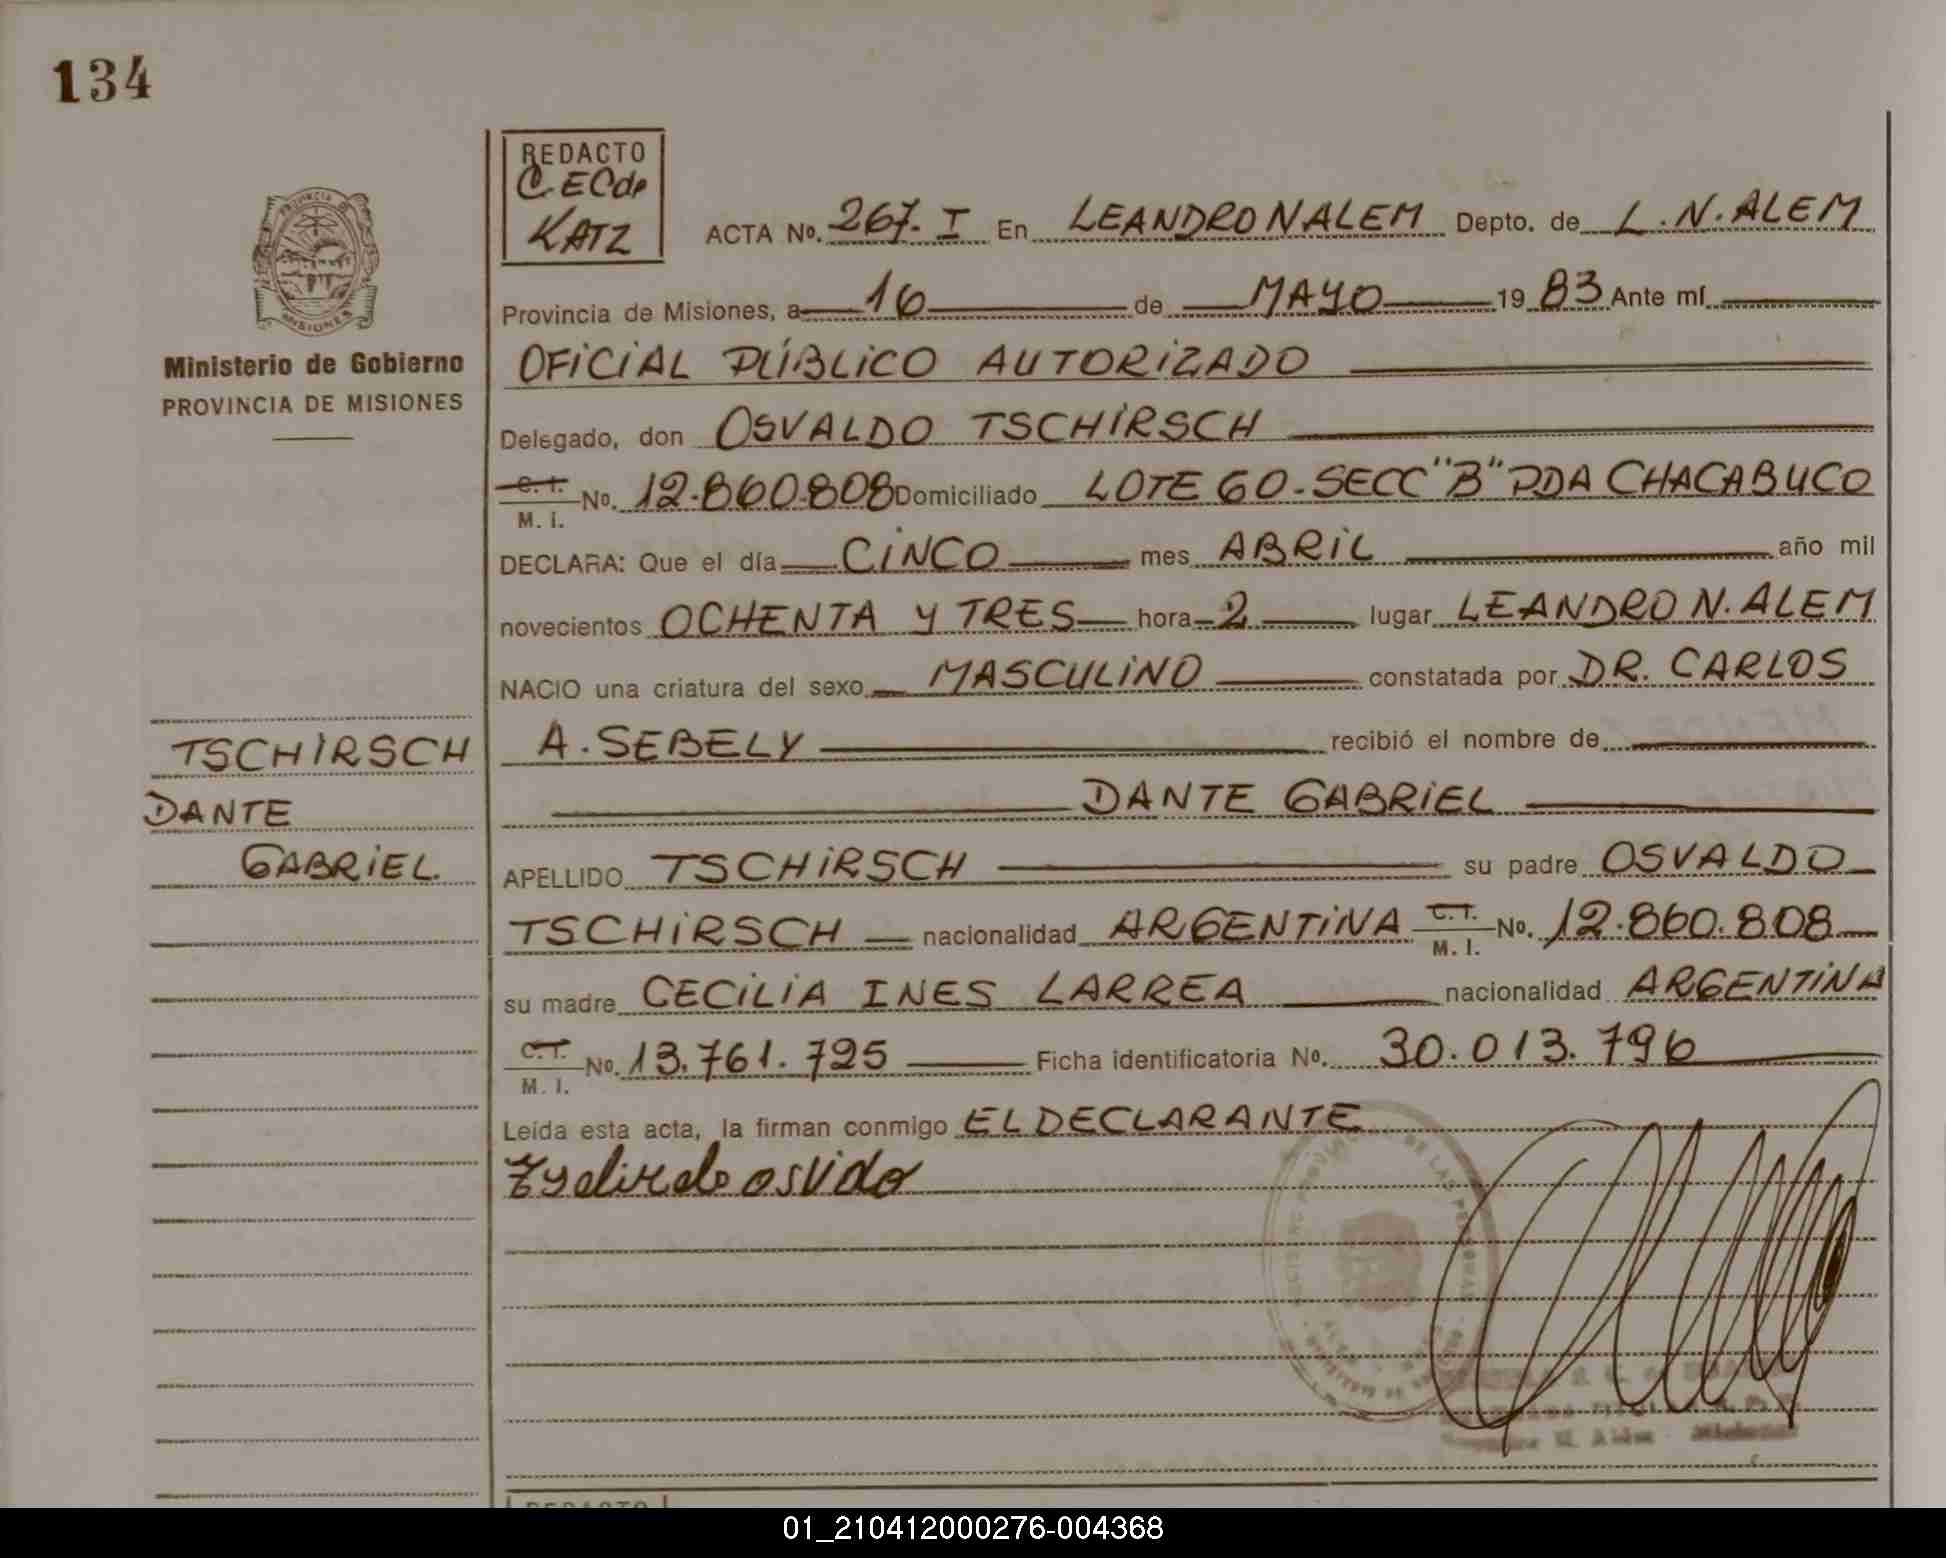 134
REDACTO
C. E C de
KATZ
ACTA No. 267. I En LEANDRO N ALEM Depto. de L. N. ALEM
Provincia de Misiones, a 16 de MAYO 1983 Ante mí
Ministerio de Gobierno
PROVINCIA DE MISIONES
OFICIAL PÚBLICO AUTORIZADO
Delegado, don OSVALDO TSCHIRSCH
C. I.
M. I. No. 12.860.808 Domiciliado LOTE 60 - SECC "B" PDA CHACABUCO
DECLARA: Que el día CINCO mes ABRIL año mil
novecientos OCHENTA Y TRES hora 2 lugar LEANDRO N. ALEM
NACIO una criatura del sexo MASCULINO constatada por DR. CARLOS
A. SEBELY recibió el nombre de
DANTE GABRIEL
TSCHIRSCH
DANTE
GABRIEL.
APELLIDO TSCHIRSCH su padre OSVALDO
TSCHIRSCH nacionalidad ARGENTINA C.I.
M. I. No. 12.860.808
su madre CECILIA INES LARREA nacionalidad ARGENTINA
C.I.
M. I. No. 13.761.725 Ficha identificatoria No. 30.013.796
Leida esta acta, la firman conmigo EL DECLARANTE
REDACTO
01_210412000276-004368